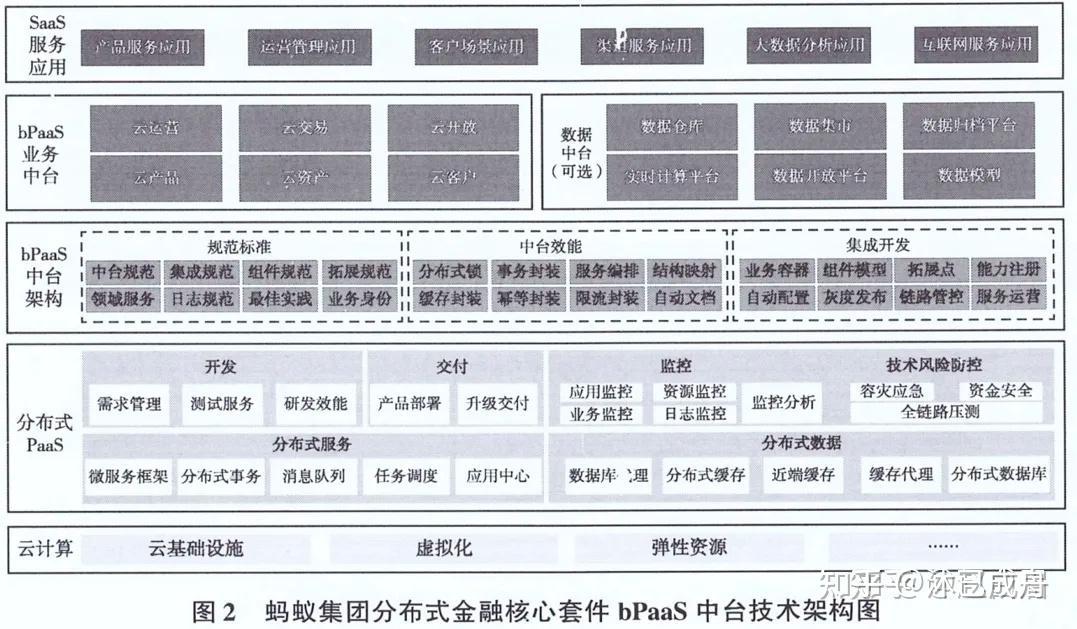 SaaS
服务
应用
产品服务应用 运营管理应用 客户场景应用 渠道服务应用 大数据分析应用 互联网服务应用
bPaaS
业务
中台
云运营 云交易 云开放
云产品 云资产 云客户
数据
中台
(可选)
数据仓库 数据集市 数据归档平台
实时计算平台 数据开放平台 数据模型
bPaaS
中台
架构
规范标准
中台规范 集成规范 组件规范 拓展规范
领域服务 日志规范 最佳实践 业务身份
中台效能
分布式锁 事务封装 服务编排 结构映射
缓存封装 幂等封装 限流封装 自动文档
集成开发
业务容器 组件模型 拓展点 能力注册
自动配置 灰度发布 链路管控 服务运营
分布式
PaaS
开发
需求管理 测试服务 研发效能
交付
产品部署 升级交付
监控
应用监控 资源监控
业务监控 日志监控
监控分析
技术风险防控
容灾应急 资金安全
全链路压测
分布式服务
微服务框架 分布式事务 消息队列 任务调度 应用中心
分布式数据
数据库代理 分布式缓存 近端缓存 缓存代理 分布式数据库
云计算 云基础设施 虚拟化 弹性资源 ……
知乎
图 2 蚂蚁集团分布式金融核心套件 bPaaS 中台技术架构图